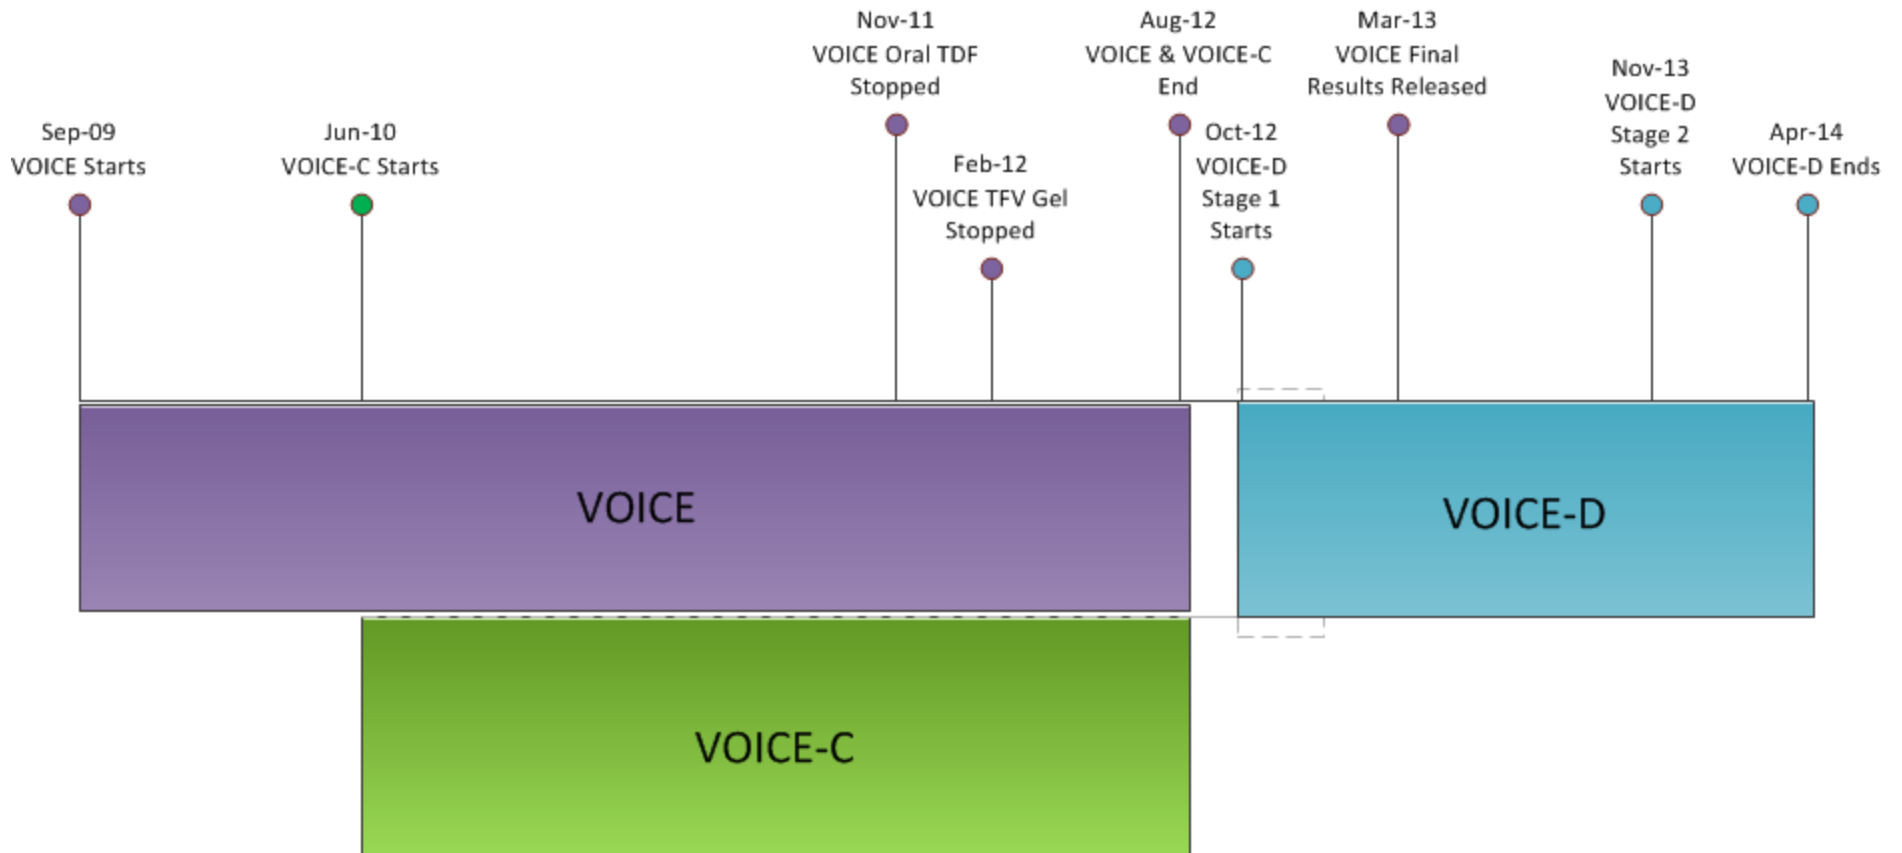 Sep-09
VOICE Starts
Jun-10
VOICE-C Starts
Nov-11
VOICE Oral TDF
Stopped
Feb-12
VOICE TFV Gel
Stopped
Aug-12
VOICE & VOICE-C
End
Oct-12
VOICE-D
Stage 1
Starts
Mar-13
VOICE Final
Results Released
Nov-13
VOICE-D
Stage 2
Starts
Apr-14
VOICE-D Ends
VOICE
VOICE-D
VOICE-C